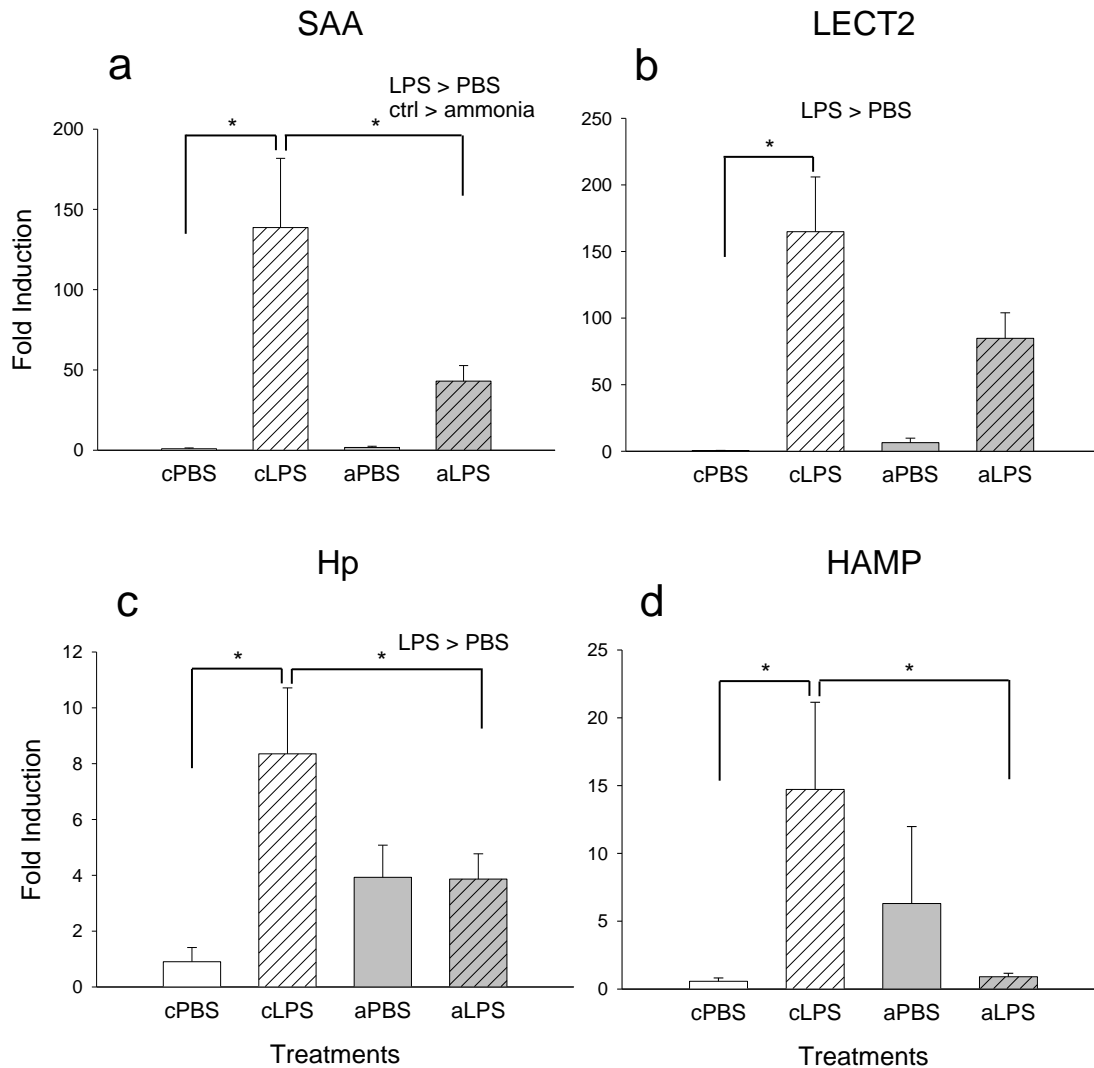 SAA
a
LPS > PBS
ctrl > ammonia
* *
200
150
100
50
0
Fold Induction
cPBS cLPS aPBS aLPS
LECT2
b
LPS > PBS
*
250
200
150
100
50
0
cPBS cLPS aPBS aLPS
Hp
c
LPS > PBS
* *
12
10
8
6
4
2
0
Fold Induction
cPBS cLPS aPBS aLPS
Treatments
HAMP
d
* *
25
20
15
10
5
0
cPBS cLPS aPBS aLPS
Treatments